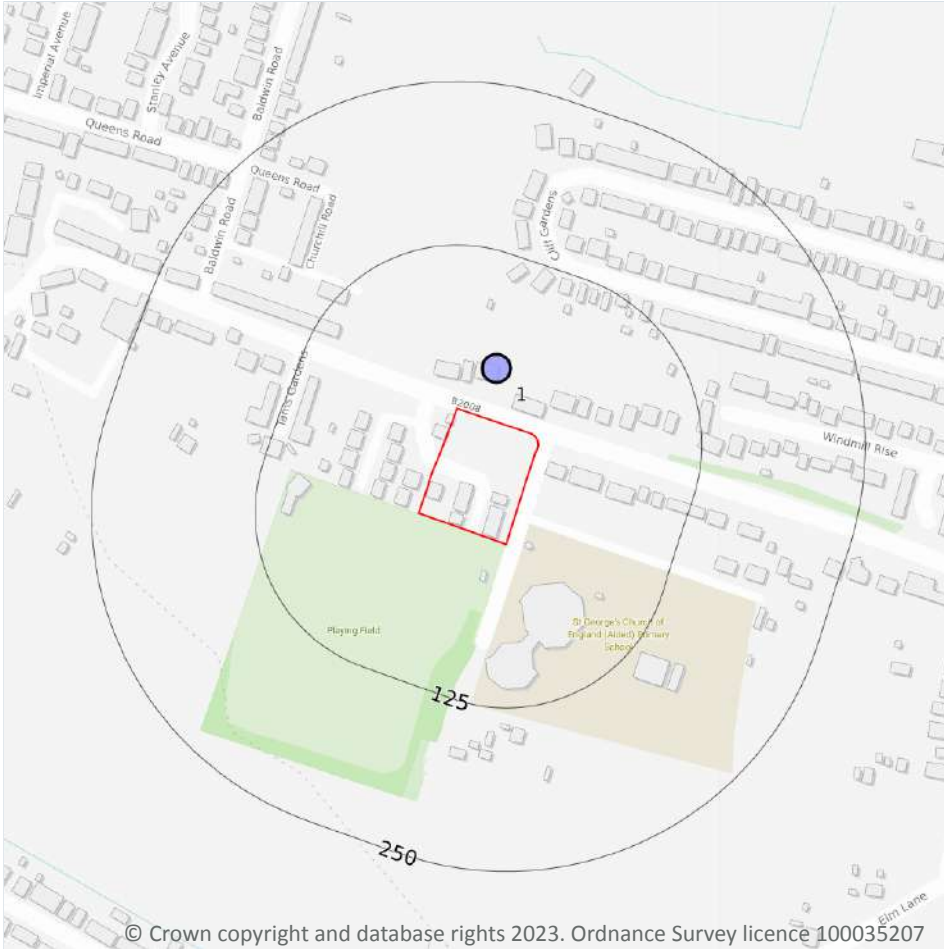 Imperial Avenue
Stanley Avenue
Baldwin Road
Queens Road
Queens Road
Churchill Road
Baldwin Road
Cliff Gardens
Tams Gardens
1
B2008
Windmill Rise
Playing Field
St George's Church of
England (Aided) Primary
School
125
250
Elm Lane
© Crown copyright and database rights 2023. Ordnance Survey licence 100035207